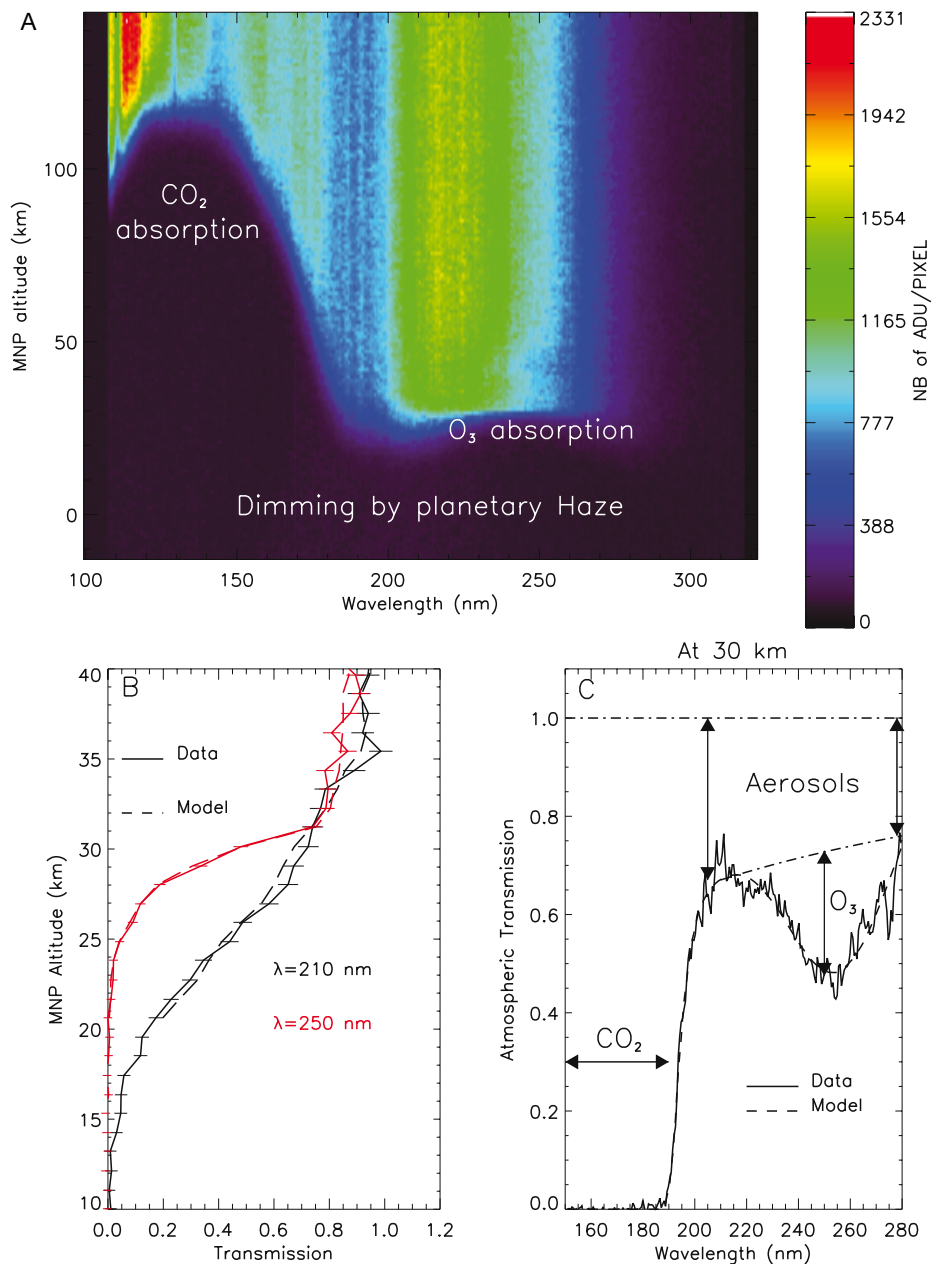 A
CO₂
absorption
O₃ absorption
Dimming by planetary Haze
MNP altitude (km)
100
50
0
100 150 200 250 300
Wavelength (nm)
2331
1942
1554
1165
777
388
0
NB of ADU/PIXEL
B
Data
Model
λ=210 nm
λ=250 nm
MNP Altitude (km)
40
35
30
25
20
15
10
0.0 0.2 0.4 0.6 0.8 1.0 1.2
Transmission
At 30 km
C
Aerosols
O₃
CO₂
Data
Model
Atmospheric Transmission
1.0
0.8
0.6
0.4
0.2
0.0
160 180 200 220 240 260 280
Wavelength (nm)